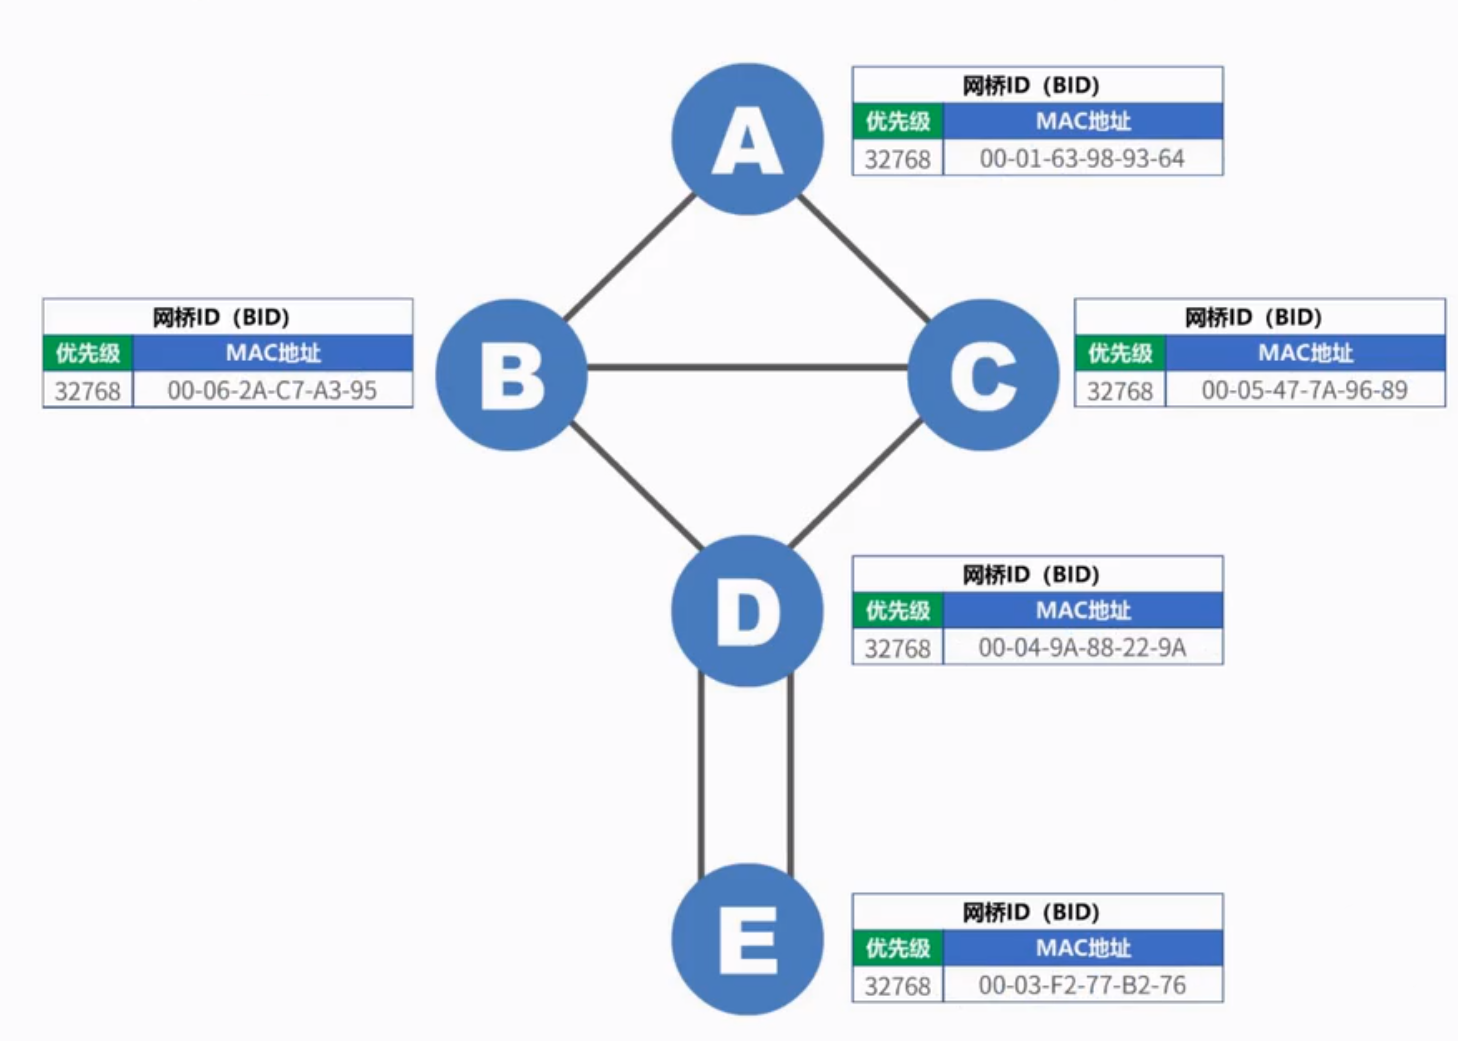 A
网桥ID（BID）
优先级 MAC地址
32768 00-01-63-98-93-64
网桥ID（BID）
优先级 MAC地址
32768 00-06-2A-C7-A3-95
B
C
网桥ID（BID）
优先级 MAC地址
32768 00-05-47-7A-96-89
D
网桥ID（BID）
优先级 MAC地址
32768 00-04-9A-88-22-9A
E
网桥ID（BID）
优先级 MAC地址
32768 00-03-F2-77-B2-76